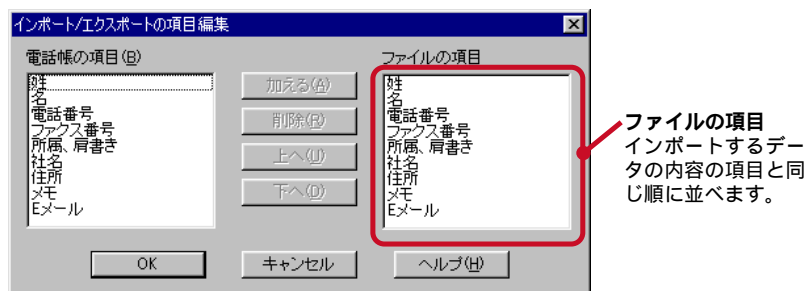 インポート/エクスポートの項目編集
電話帳の項目(B)
姓
名
電話番号
ファクス番号
所属、肩書き
社名
住所
メモ
Eメール
加える(A)
削除(R)
上へ(U)
下へ(D)
ファイルの項目
姓
名
電話番号
ファクス番号
所属、肩書き
社名
住所
メモ
Eメール
OK
キャンセル
ヘルプ(H)
ファイルの項目
インポートするデー
タの内容の項目と同
じ順に並べます。